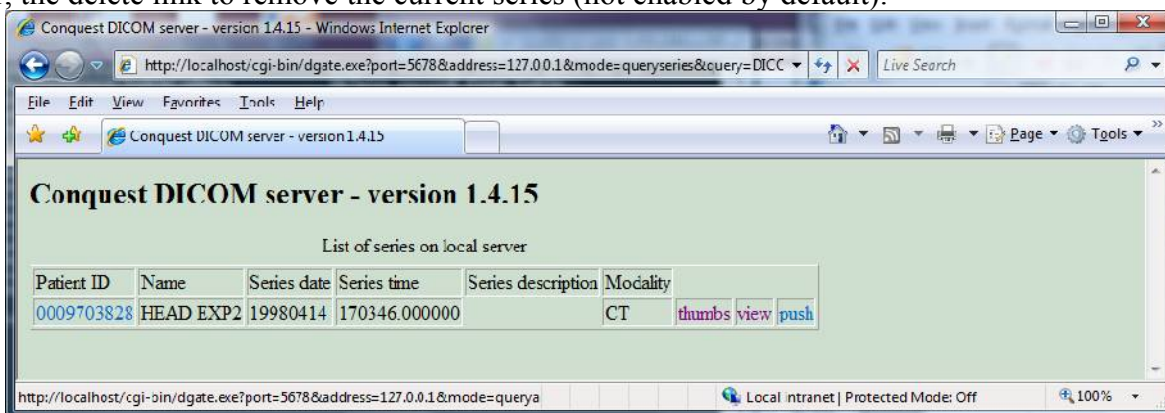 , the delete link to remove the current series (not enabled by default).
Conquest DICOM server - version 1.4.15 - Windows Internet Explorer
http://localhost/cgi-bin/dgate.exe?port=5678&address=127.0.0.1&mode=queryseries&query=DICC Live Search
File Edit View Favorites Tools Help
Conquest DICOM server - version 1.4.15 Page Tools
Conquest DICOM server - version 1.4.15
List of series on local server
Patient ID Name Series date Series time Series description Modality
0009703828 HEAD EXP2 19980414 170346.000000 CT thumbs view push
http://localhost/cgi-bin/dgate.exe?port=5678&address=127.0.0.1&mode=querya Local intranet | Protected Mode: Off 100%